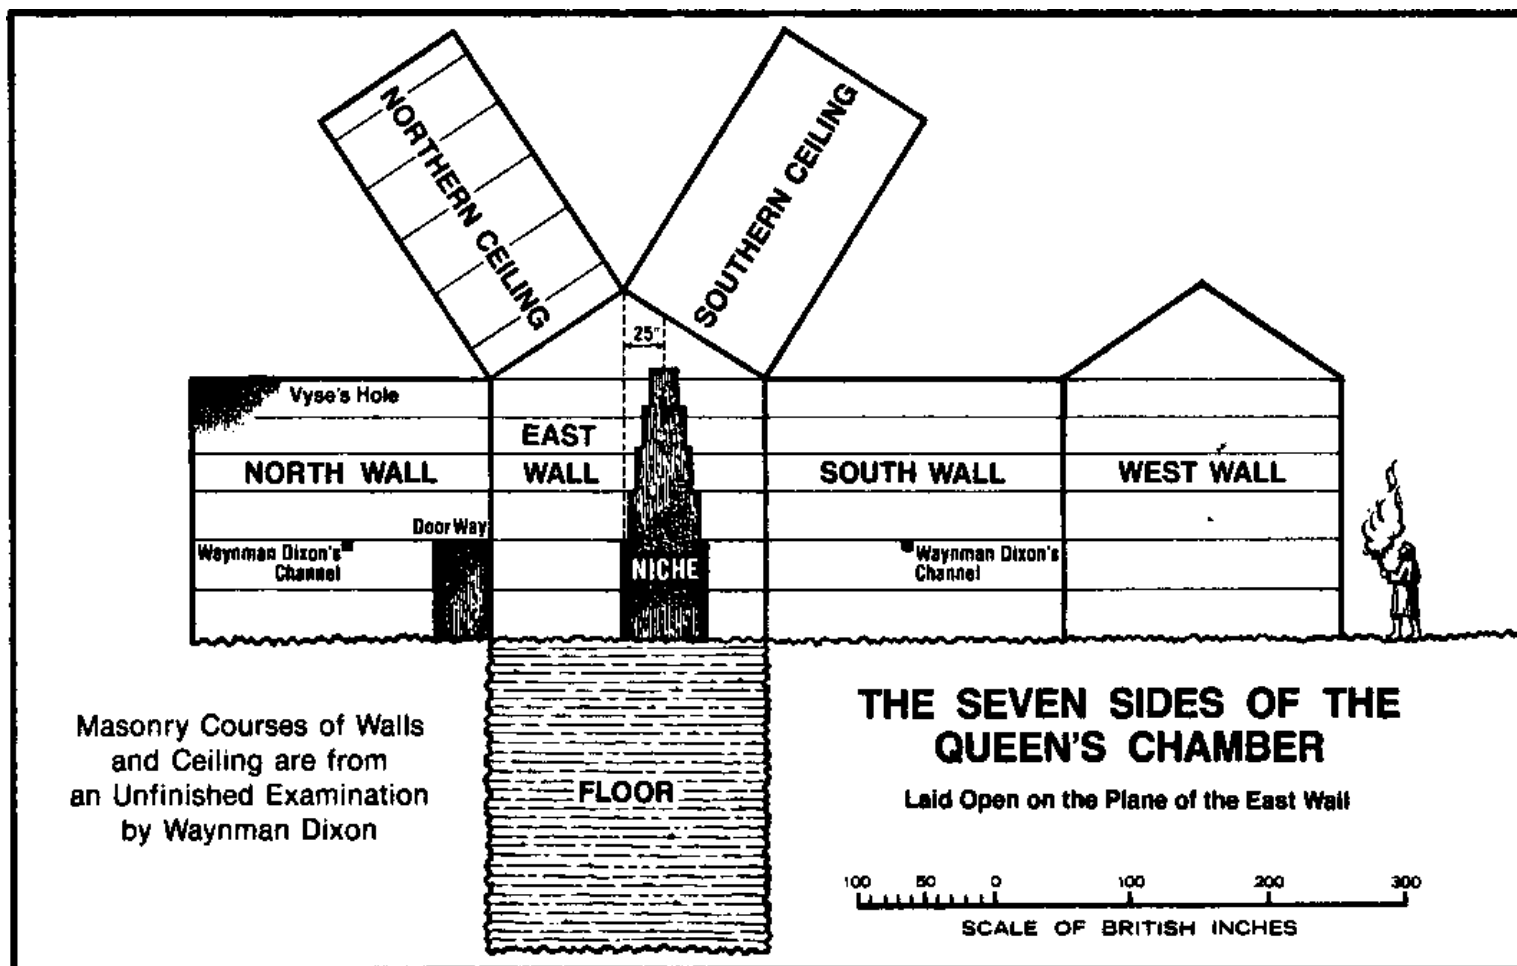 NORTHERN CEILING
SOUTHERN CEILING
25"
Vyse's Hole
EAST
WALL
NORTH WALL
SOUTH WALL
WEST WALL
Door Way
Waynman Dixon's
Channel
NICHE
Waynman Dixon's
Channel
Masonry Courses of Walls
and Ceiling are from
an Unfinished Examination
by Waynman Dixon
FLOOR
THE SEVEN SIDES OF THE
QUEEN'S CHAMBER
Laid Open on the Plane of the East Wall
100 50 0 100 200 300
SCALE OF BRITISH INCHES